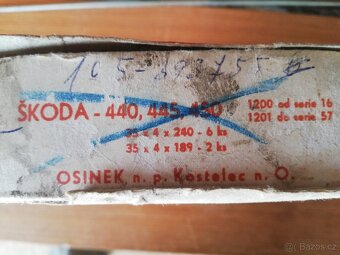 ŠKODA - 440, 445, 450
1200 od serie 16
1201 do serie 57
35 x 4 x 240 - 6 ks
35 x 4 x 189 - 2 ks
OSINEK, n. p. Kostelec n. O.
Bazos.cz